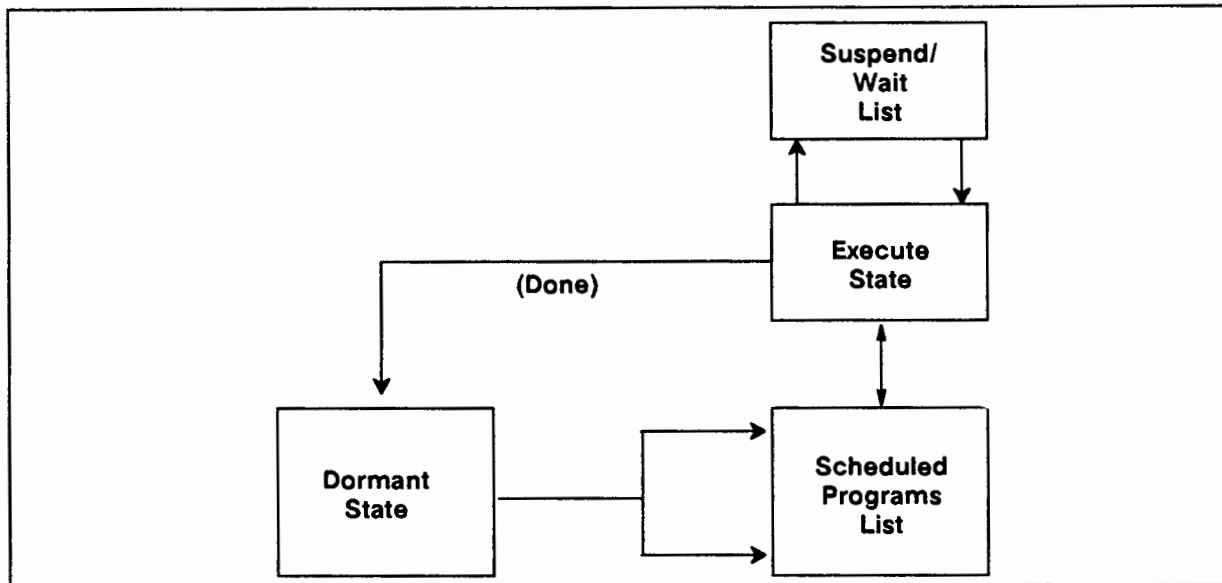 Suspend/
Wait
List
Execute
State
(Done)
Dormant
State
Scheduled
Programs
List